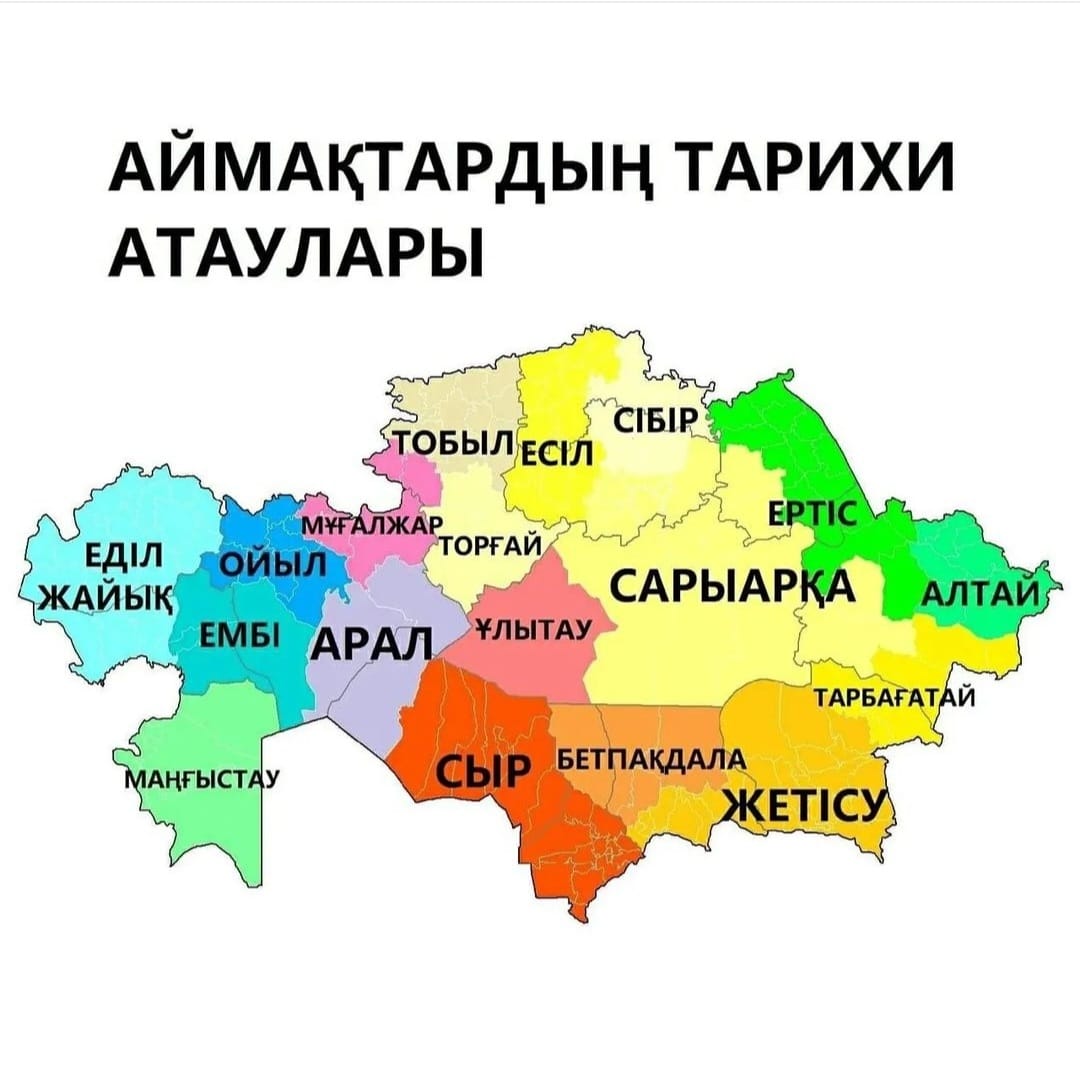 АЙМАҚТАРДЫҢ ТАРИХИ
АТАУЛАРЫ
СІБІР
ТОБЫЛ
ЕСІЛ
ЕРТІС
МҰҒАЛЖАР
ТОРҒАЙ
ЕДІЛ
ЖАЙЫҚ
ОЙЫЛ
САРЫАРҚА
АЛТАЙ
ЕМБІ
АРАЛ
ҰЛЫТАУ
ТАРБАҒАТАЙ
МАҢҒЫСТАУ
СЫР
БЕТПАҚДАЛА
ЖЕТІСУ